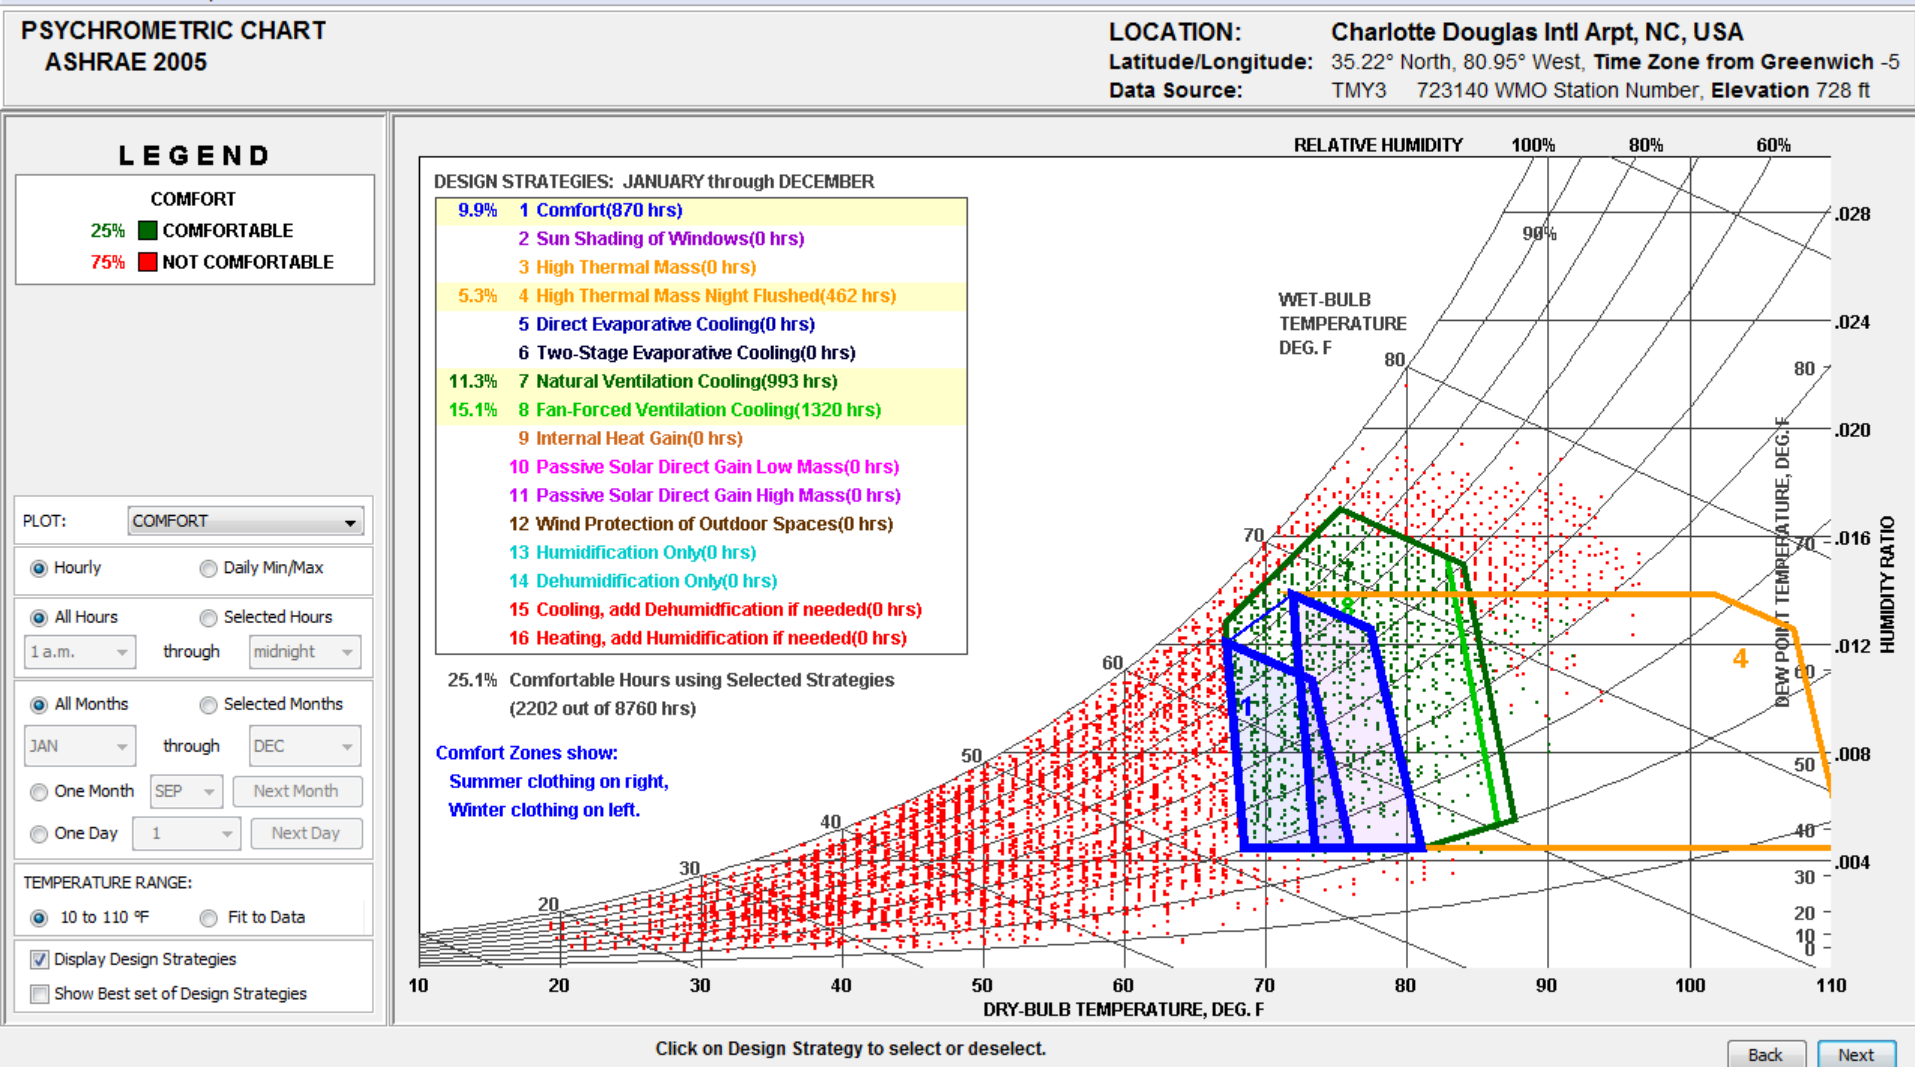 PSYCHROMETRIC CHART
ASHRAE 2005
LOCATION: Charlotte Douglas Intl Arpt, NC, USA
Latitude/Longitude: 35.22° North, 80.95° West, Time Zone from Greenwich -5
Data Source: TMY3 723140 WMO Station Number, Elevation 728 ft
LEGEND
COMFORT
25% COMFORTABLE
75% NOT COMFORTABLE
PLOT: COMFORT
Hourly Daily Min/Max
All Hours Selected Hours
1 a.m. through midnight
All Months Selected Months
JAN through DEC
One Month SEP Next Month
One Day 1 Next Day
TEMPERATURE RANGE:
10 to 110 °F Fit to Data
Display Design Strategies
Show Best set of Design Strategies
RELATIVE HUMIDITY 100% 80% 60%
90%
DESIGN STRATEGIES: JANUARY through DECEMBER
9.9% 1 Comfort(870 hrs)
2 Sun Shading of Windows(0 hrs)
3 High Thermal Mass(0 hrs)
5.3% 4 High Thermal Mass Night Flushed(462 hrs)
5 Direct Evaporative Cooling(0 hrs)
6 Two-Stage Evaporative Cooling(0 hrs)
11.3% 7 Natural Ventilation Cooling(993 hrs)
15.1% 8 Fan-Forced Ventilation Cooling(1320 hrs)
9 Internal Heat Gain(0 hrs)
10 Passive Solar Direct Gain Low Mass(0 hrs)
11 Passive Solar Direct Gain High Mass(0 hrs)
12 Wind Protection of Outdoor Spaces(0 hrs)
13 Humidification Only(0 hrs)
14 Dehumidification Only(0 hrs)
15 Cooling, add Dehumidfication if needed(0 hrs)
16 Heating, add Humidification if needed(0 hrs)
25.1% Comfortable Hours using Selected Strategies
(2202 out of 8760 hrs)
Comfort Zones show:
Summer clothing on right,
Winter clothing on left.
WET-BULB
TEMPERATURE
DEG. F
80
70
60
50
40
30
20
7
8
1
4
DEW POINT TEMPERATURE, DEG. F
80
70
60
50
40
30
20
10
0
.028
.024
.020
.016
.012
.008
.004
HUMIDITY RATIO
10 20 30 40 50 60 70 80 90 100 110
DRY-BULB TEMPERATURE, DEG. F
Click on Design Strategy to select or deselect.
Back Next